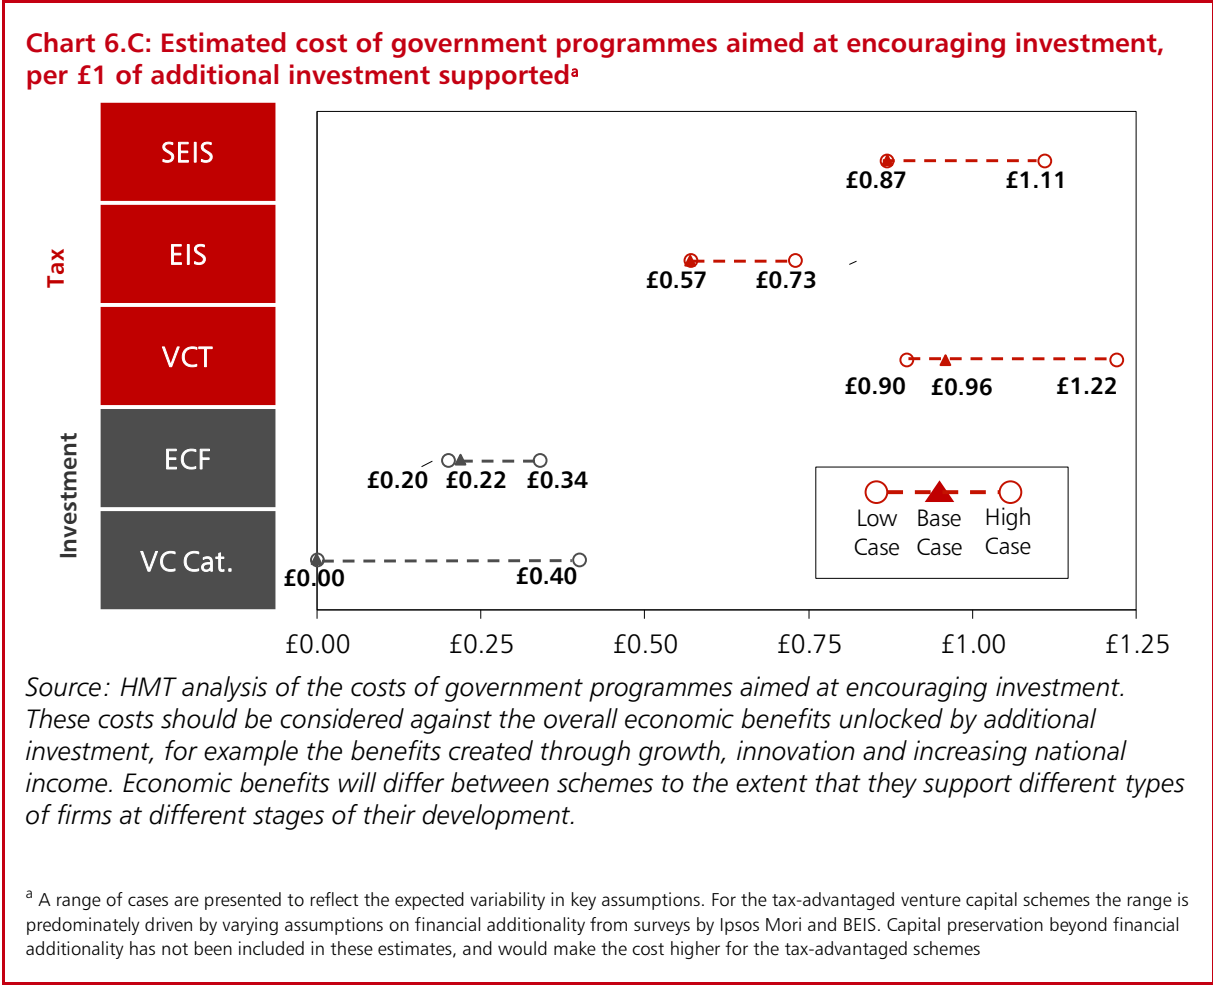 Chart 6.C: Estimated cost of government programmes aimed at encouraging investment,
per £1 of additional investment supportedᵃ
Tax
SEIS
£0.87 £1.11
EIS
£0.57 £0.73
VCT
£0.90 £0.96 £1.22
Investment
ECF
£0.20 £0.22 £0.34
VC Cat.
£0.00 £0.40
Low Base High
Case Case Case
£0.00 £0.25 £0.50 £0.75 £1.00 £1.25
Source: HMT analysis of the costs of government programmes aimed at encouraging investment.
These costs should be considered against the overall economic benefits unlocked by additional
investment, for example the benefits created through growth, innovation and increasing national
income. Economic benefits will differ between schemes to the extent that they support different types
of firms at different stages of their development.
ᵃ A range of cases are presented to reflect the expected variability in key assumptions. For the tax-advantaged venture capital schemes the range is
predominately driven by varying assumptions on financial additionality from surveys by Ipsos Mori and BEIS. Capital preservation beyond financial
additionality has not been included in these estimates, and would make the cost higher for the tax-advantaged schemes